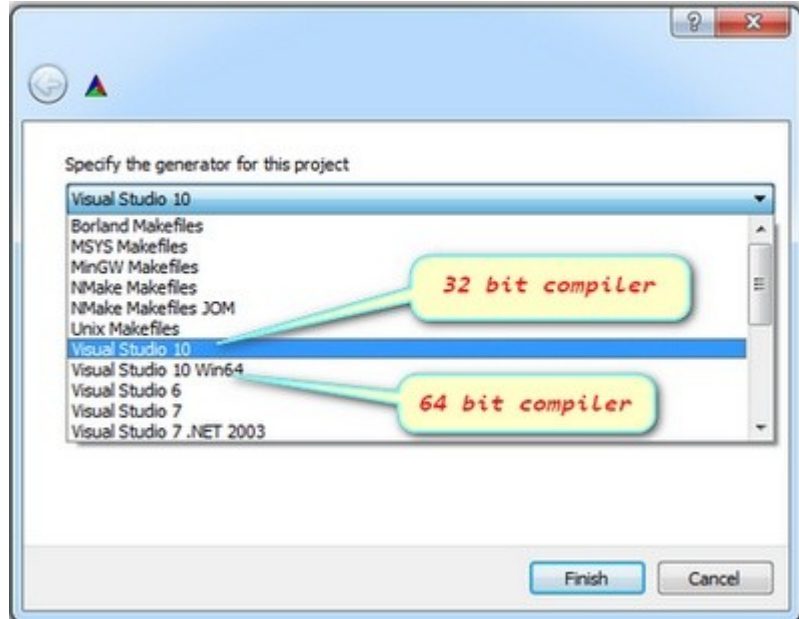 Specify the generator for this project
Visual Studio 10
Borland Makefiles
MSYS Makefiles
MinGW Makefiles
NMake Makefiles
NMake Makefiles JOM
Unix Makefiles
Visual Studio 10
Visual Studio 10 Win64
Visual Studio 6
Visual Studio 7
Visual Studio 7 .NET 2003
32 bit compiler
64 bit compiler
Finish
Cancel